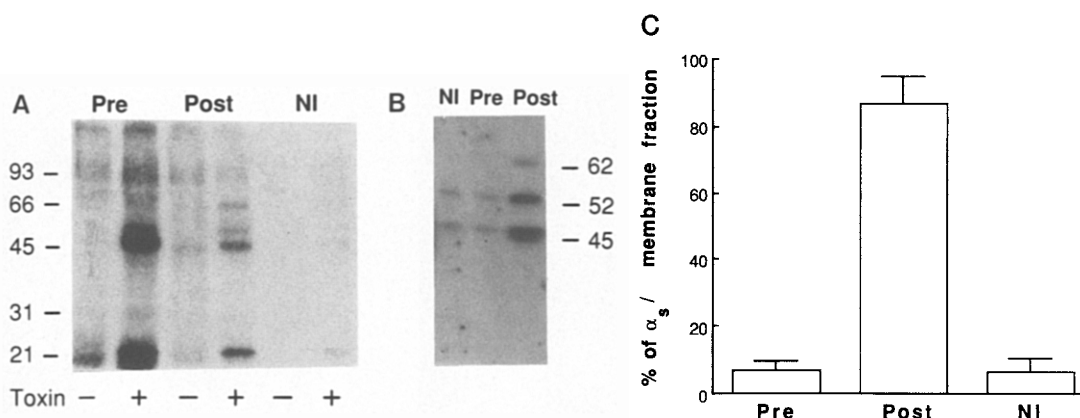 A
Pre Post NI
93
66
45
31
21
Toxin − + − + − +
B
NI Pre Post
62
52
45
C
% of αs/ membrane fraction
100
80
60
40
20
0
Pre Post NI